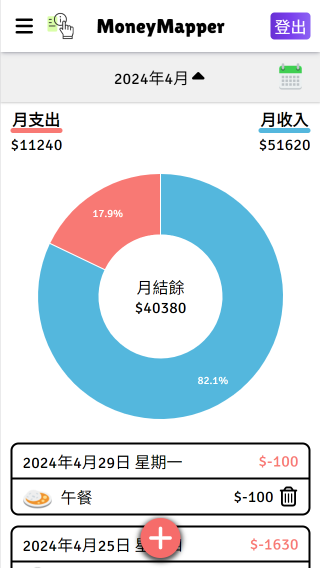 MoneyMapper
登出
2024年4月
月支出
月收入
$11240
$51620
17.9%
月結餘
$40380
82.1%
2024年4月29日 星期一
$-100
午餐
$-100
2024年4月25日 星
$-1630